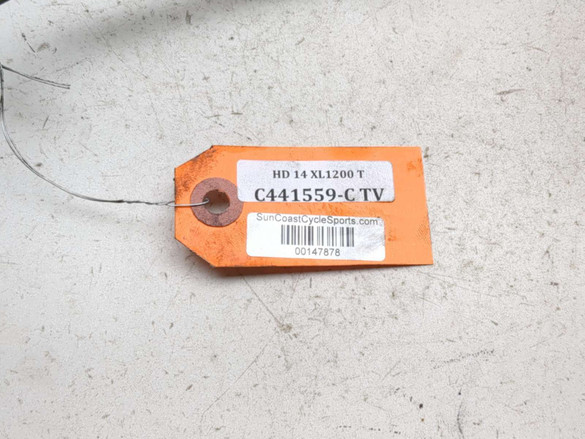 HD 14 XL1200 T
C441559-C TV
SunCoastCycleSports.com
00147878